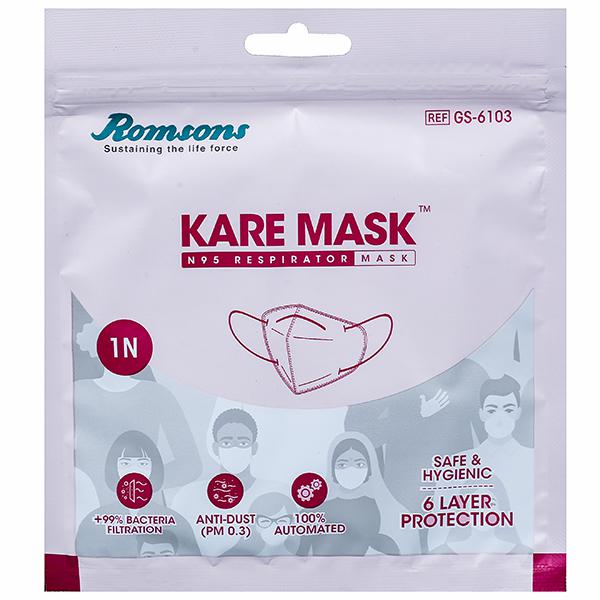 Romsons
Sustaining the life force
REF GS-6103
KARE MASK™
N95 RESPIRATOR MASK
1N
SAFE &
HYGIENIC
6 LAYER
PROTECTION
+99% BACTERIA
FILTRATION
ANTI-DUST
(PM 0.3)
100%
AUTOMATED